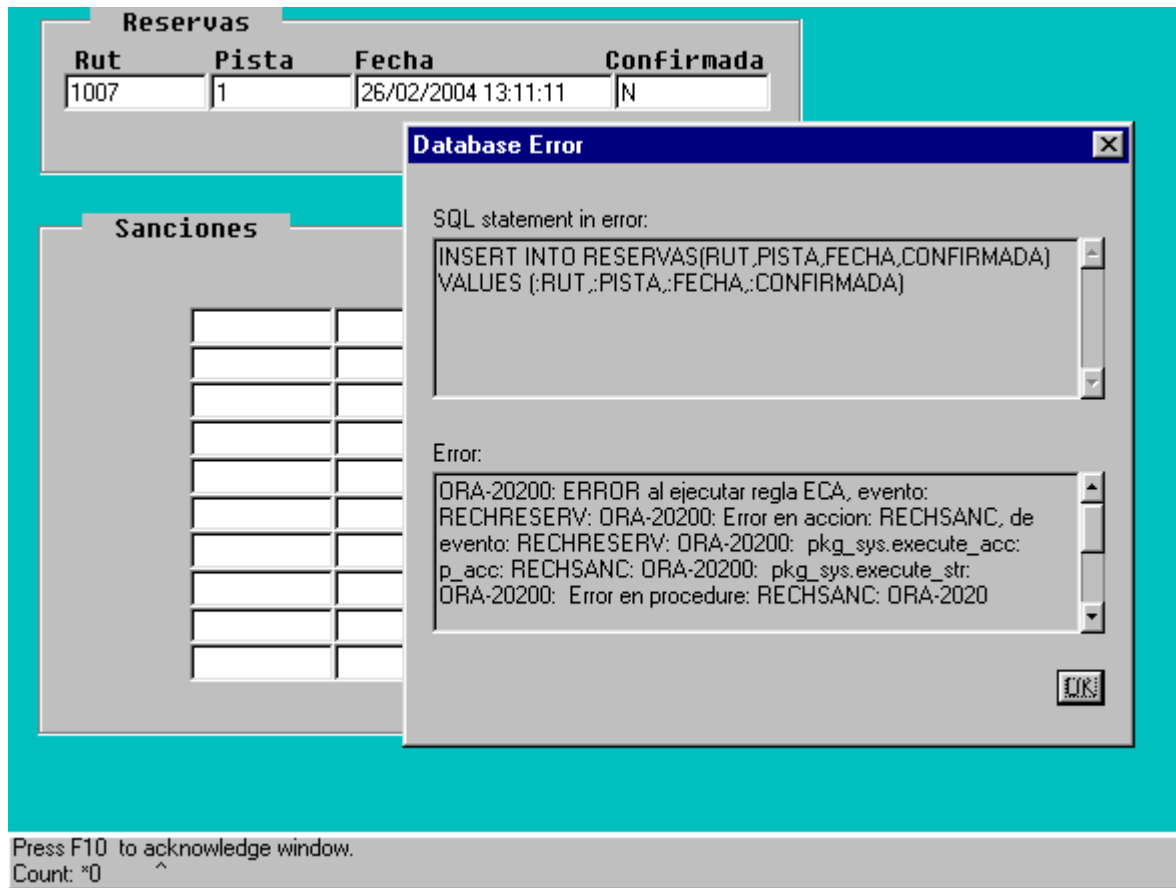 Reservas
Rut Pista Fecha Confirmada
1007 1 26/02/2004 13:11:11 N
Database Error
SQL statement in error:
INSERT INTO RESERVAS(RUT,PISTA,FECHA,CONFIRMADA)
VALUES (:RUT,:PISTA,:FECHA,:CONFIRMADA)
Sanciones
Error:
ORA-20200: ERROR al ejecutar regla ECA, evento:
RECHRESERV: ORA-20200: Error en accion: RECHSANC, de
evento: RECHRESERV: ORA-20200:  pkg_sys.execute_acc:
p_acc: RECHSANC: ORA-20200:  pkg_sys.execute_str:
ORA-20200:  Error en procedure: RECHSANC: ORA-2020
OK
Press F10  to acknowledge window.
Count: *0 ^